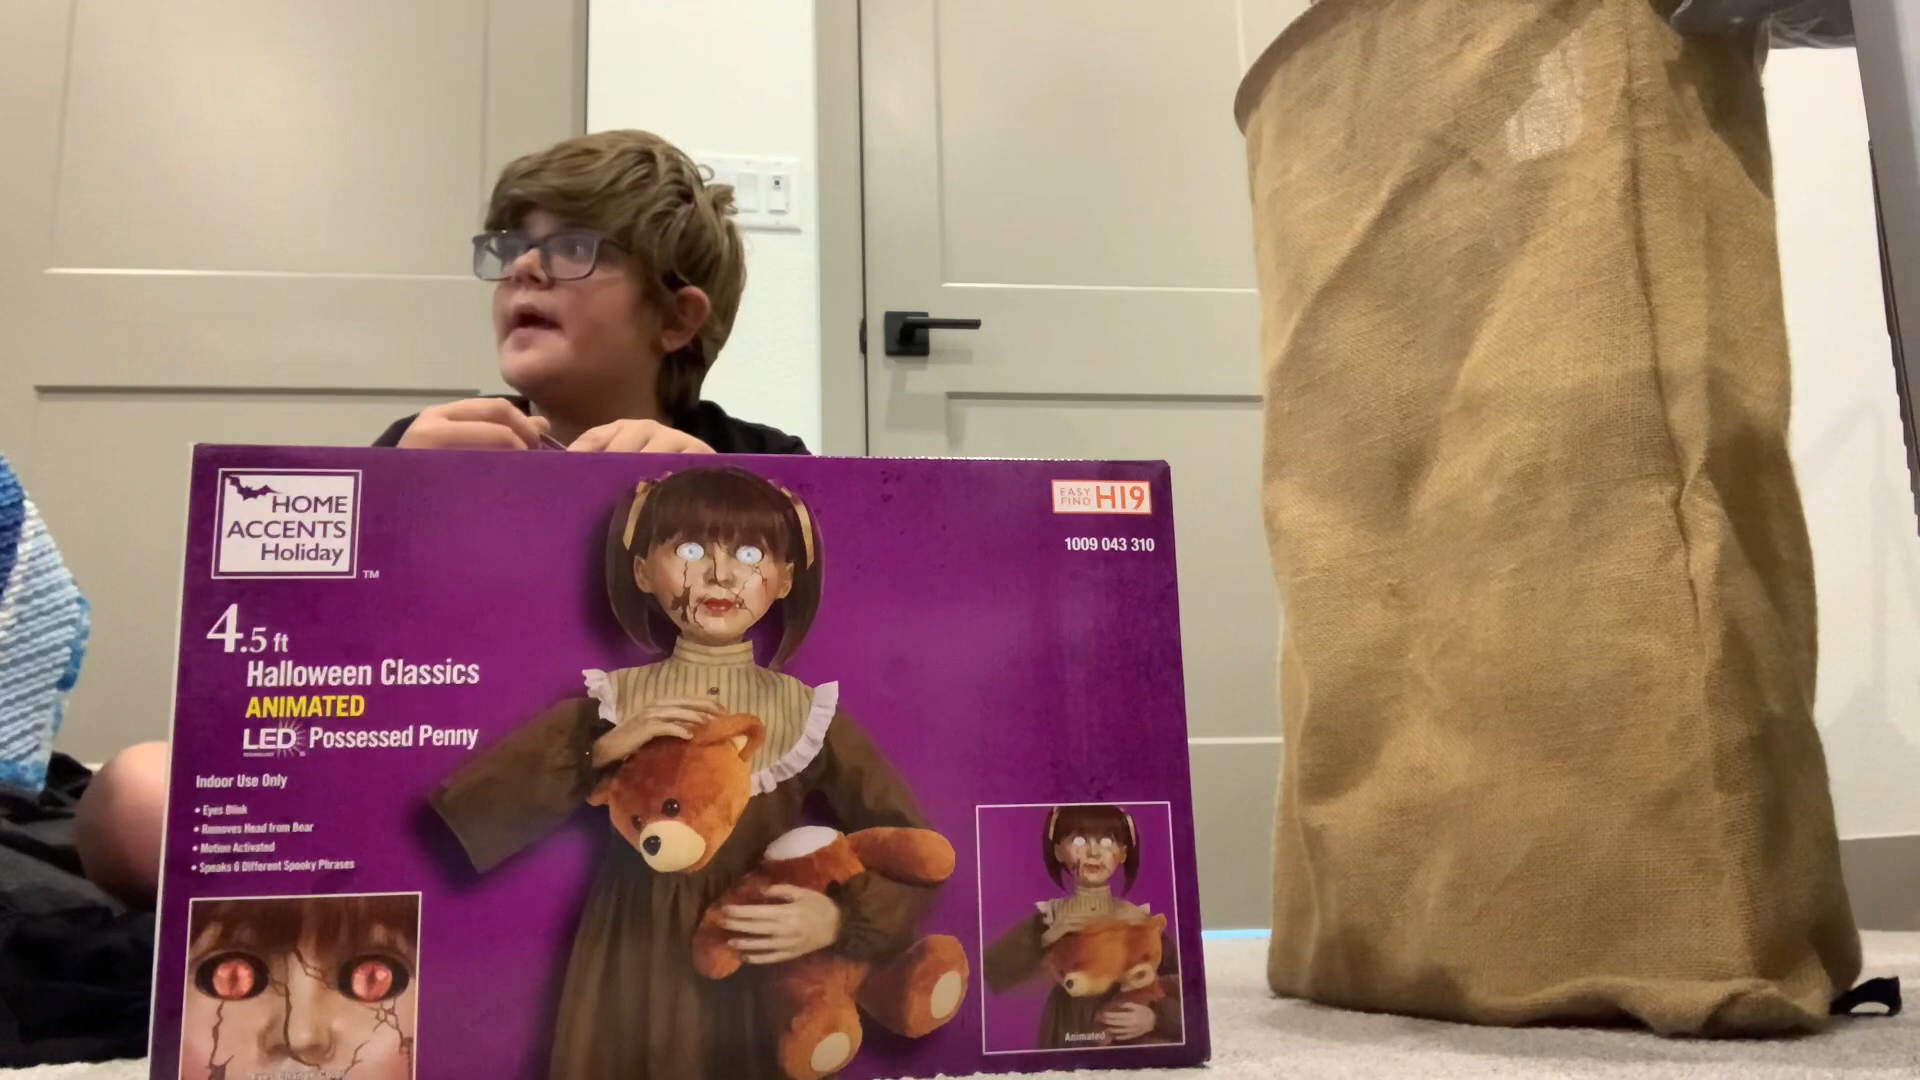 HOME
ACCENTS
Holiday
TM
EASY
FIND
H19
1009 043 310
4.5 ft
Halloween Classics
ANIMATED
LED Possessed Penny
Indoor Use Only
• Eyes Blink
• Removes Head from Bear
• Motion Activated
• Speaks 6 Different Spooky Phrases
Animated